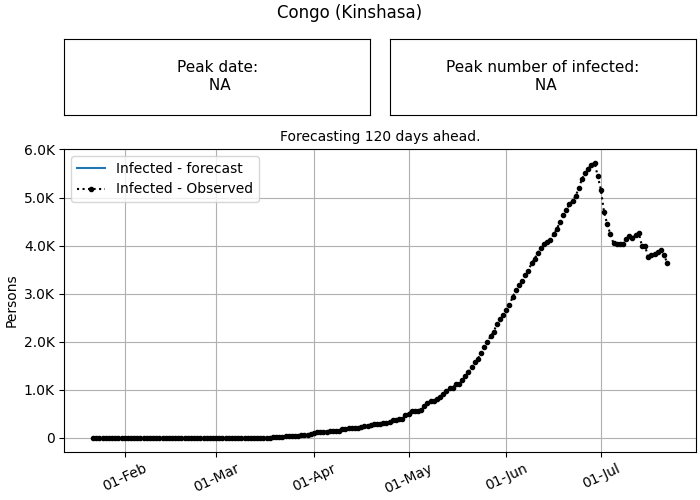 Congo (Kinshasa)
Peak date:
NA
Peak number of infected:
NA
Forecasting 120 days ahead.
Infected - forecast
Infected - Observed
6.0K
5.0K
4.0K
3.0K
2.0K
1.0K
0
Persons
01-Feb
01-Mar
01-Apr
01-May
01-Jun
01-Jul